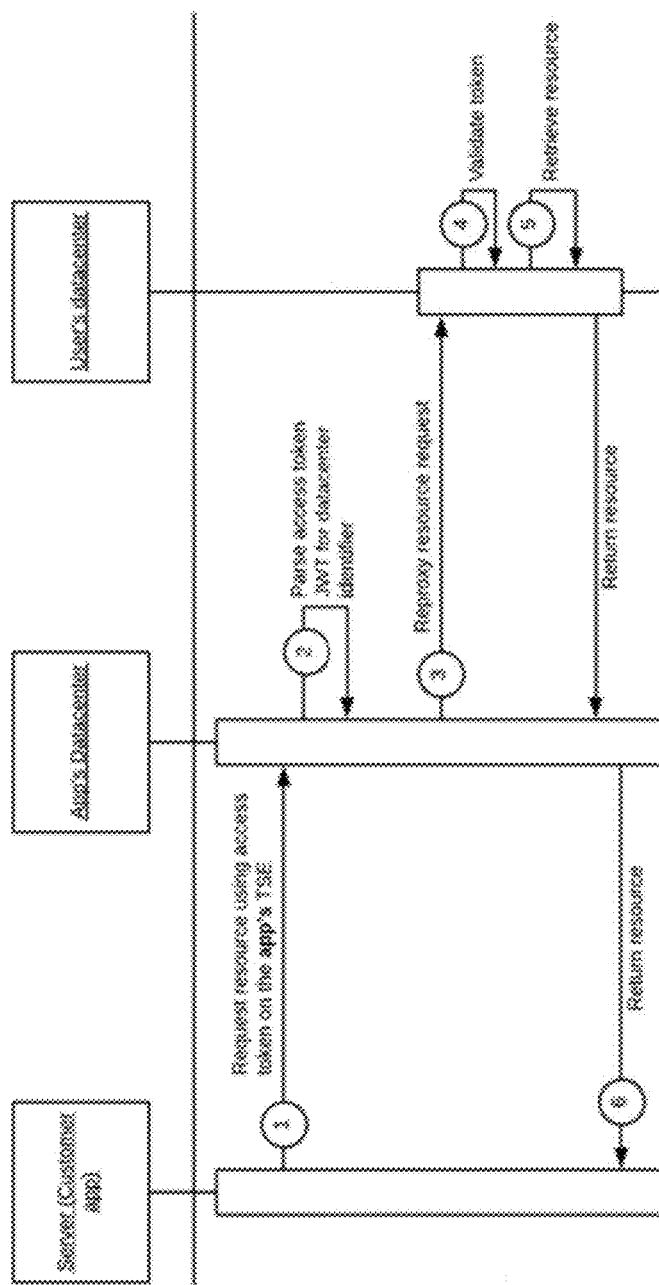 Server (Customer
app)
App's Datacenter
User's datacenter
1
Request resource using access
token on the app's TSE
2
Parse access token
JWT for datacenter
identifier
3
Reproxy resource request
4
Validate token
5
Retrieve resource
Return resource
6
Return resource